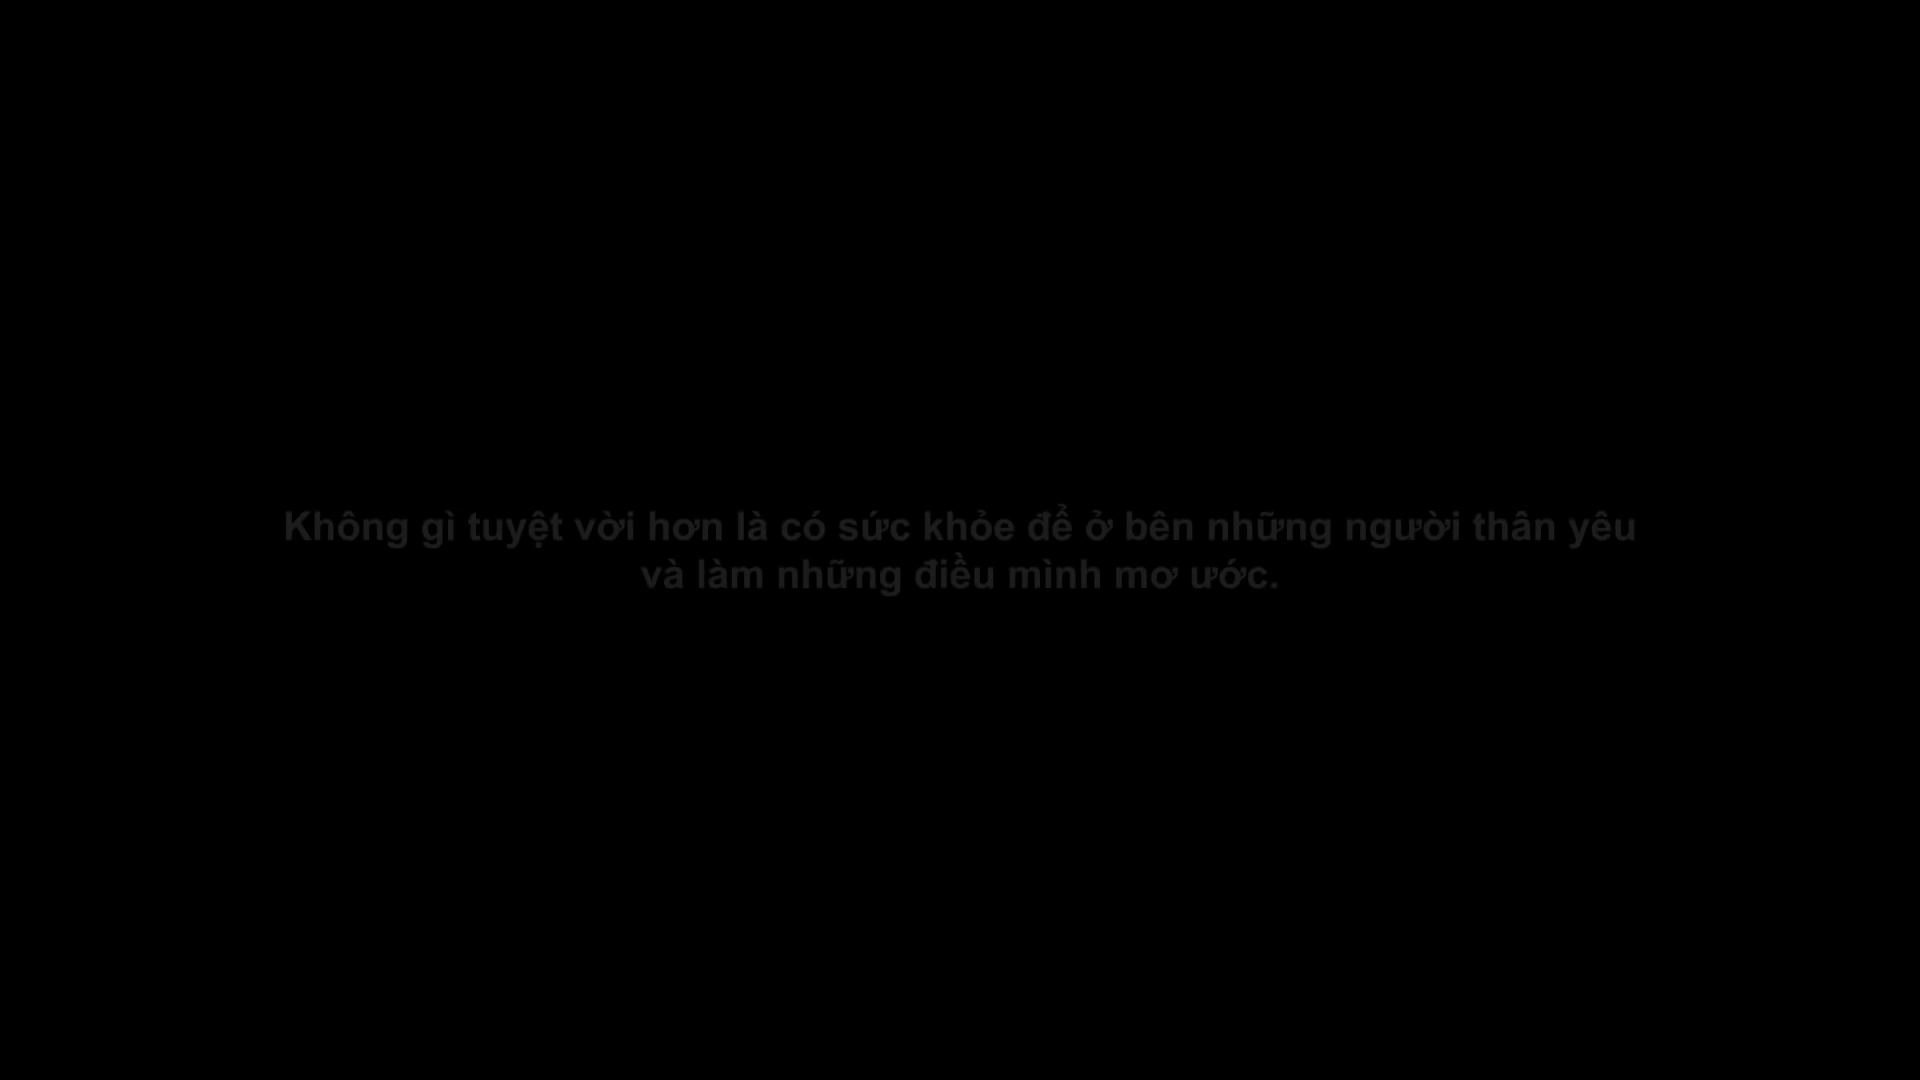 Không gì tuyệt vời hơn là có sức khỏe để ở bên những người thân yêu
và làm những điều mình mơ ước.